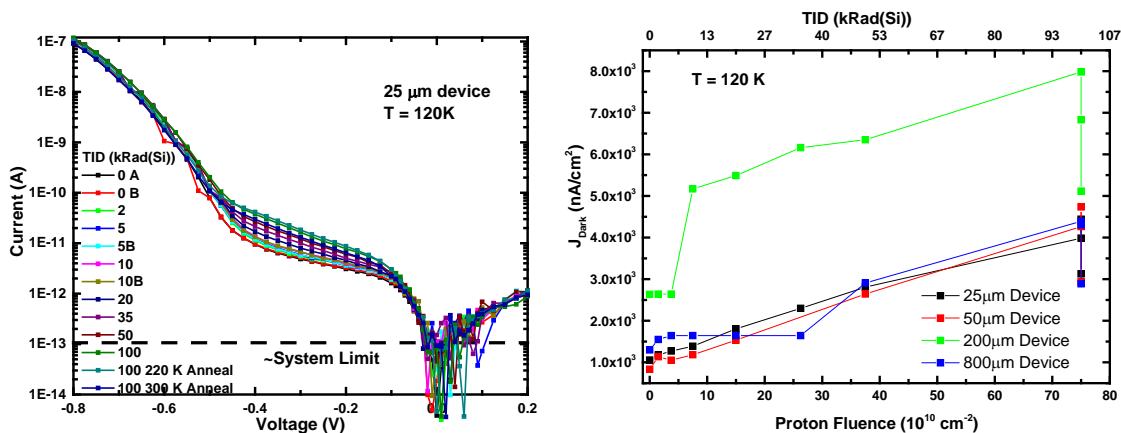 1E-7
1E-8
1E-9
1E-10
1E-11
1E-12
1E-13
1E-14
Current (A)
25 μm device
T = 120K
TID (kRad(Si))
0 A
0 B
2
5
5B
10
10B
20
35
50
100
100 220 K Anneal
100 300 K Anneal
~System Limit
-0.8 -0.6 -0.4 -0.2 0 0.2
Voltage (V)
TID (kRad(Si))
0 13 27 40 53 67 80 93 107
8.0x10³
7.0x10³
6.0x10³
5.0x10³
4.0x10³
3.0x10³
2.0x10³
1.0x10³
J_Dark (nA/cm²)
T = 120 K
25μm Device
50μm Device
200μm Device
800μm Device
0 10 20 30 40 50 60 70 80
Proton Fluence (10¹⁰ cm⁻²)